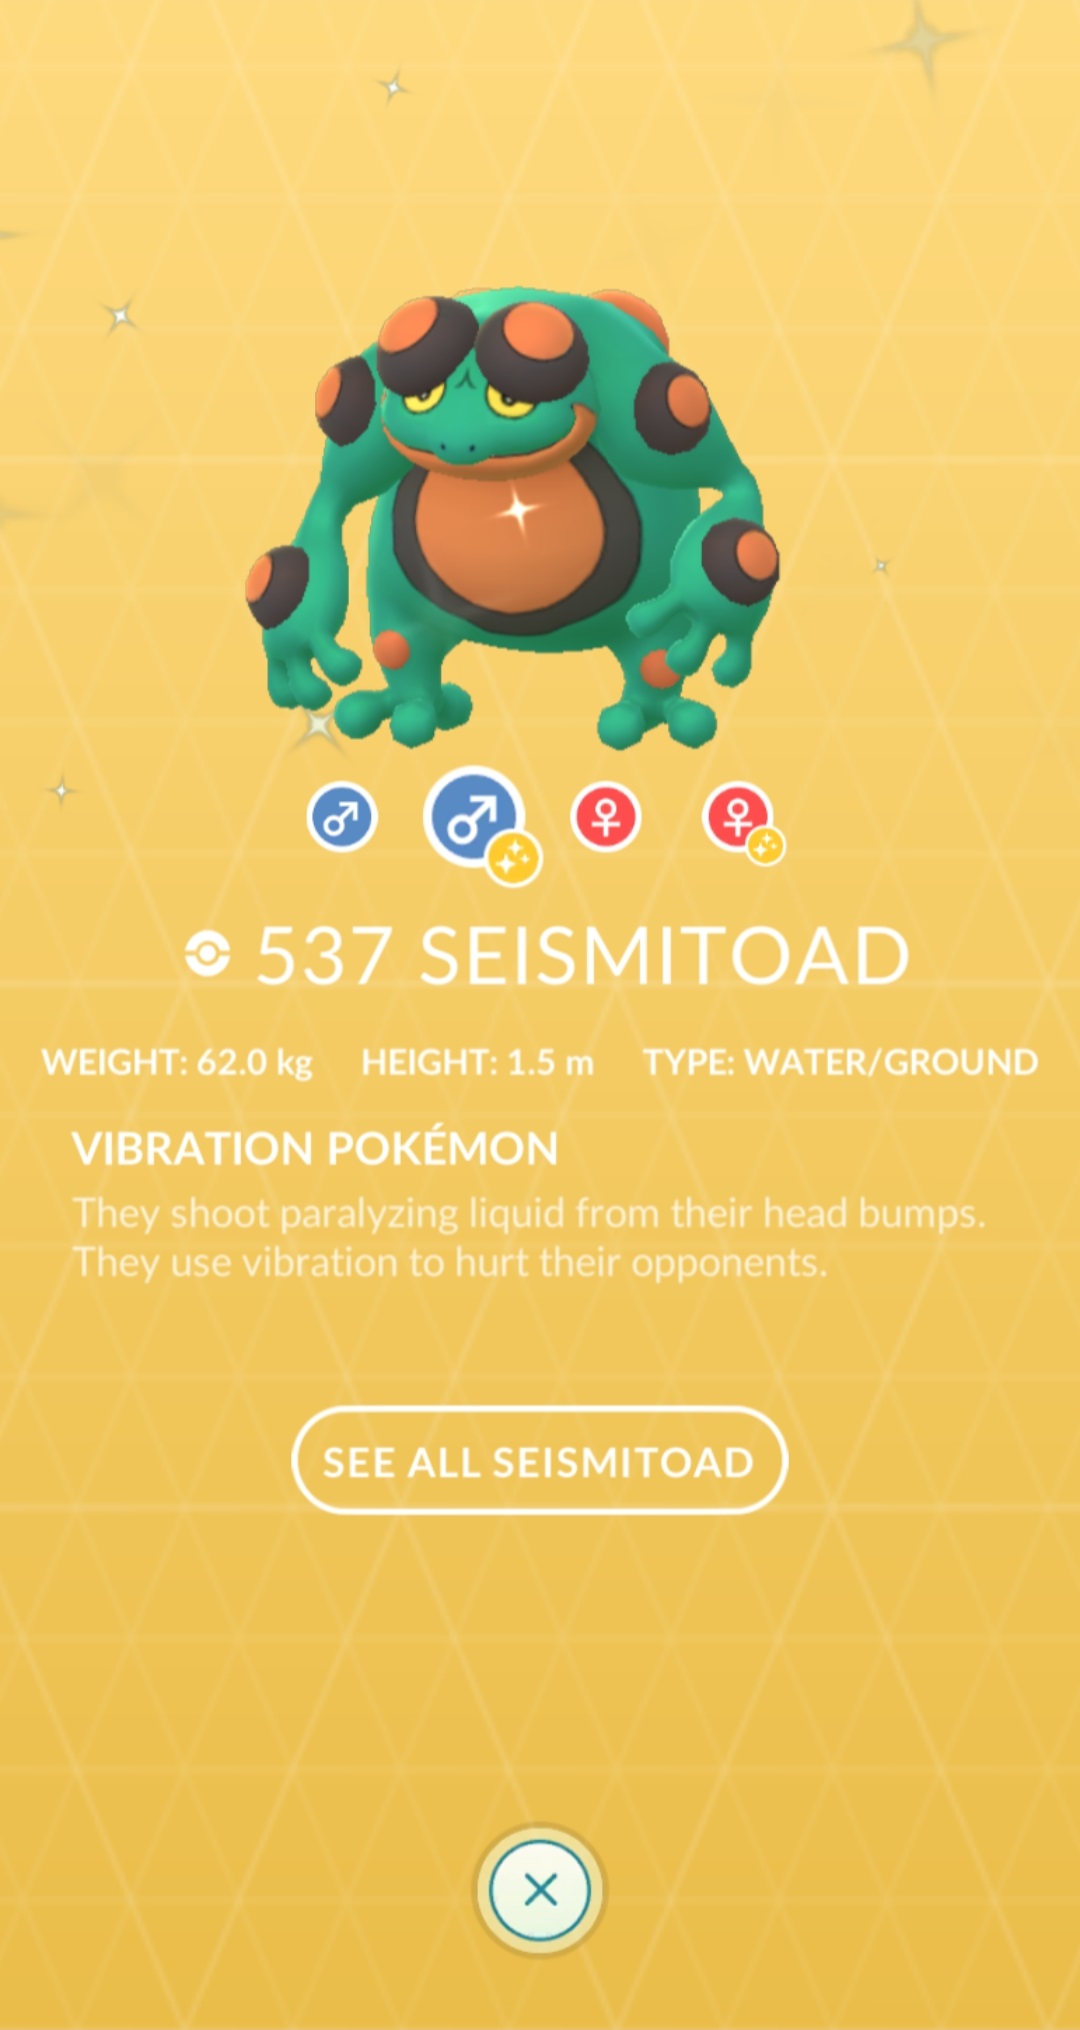 537 SEISMITOAD
WEIGHT: 62.0 kg HEIGHT: 1.5 m TYPE: WATER/GROUND
VIBRATION POKÉMON
They shoot paralyzing liquid from their head bumps.
They use vibration to hurt their opponents.
SEE ALL SEISMITOAD